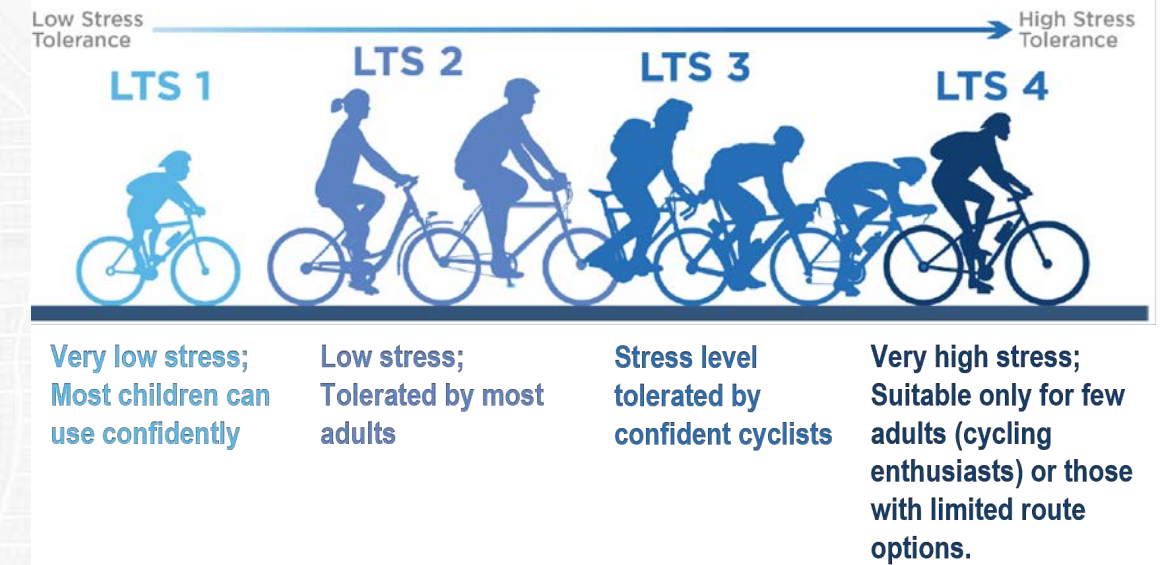 Low Stress
Tolerance
High Stress
Tolerance
LTS 1
LTS 2
LTS 3
LTS 4
Very low stress;
Most children can
use confidently
Low stress;
Tolerated by most
adults
Stress level
tolerated by
confident cyclists
Very high stress;
Suitable only for few
adults (cycling
enthusiasts) or those
with limited route
options.